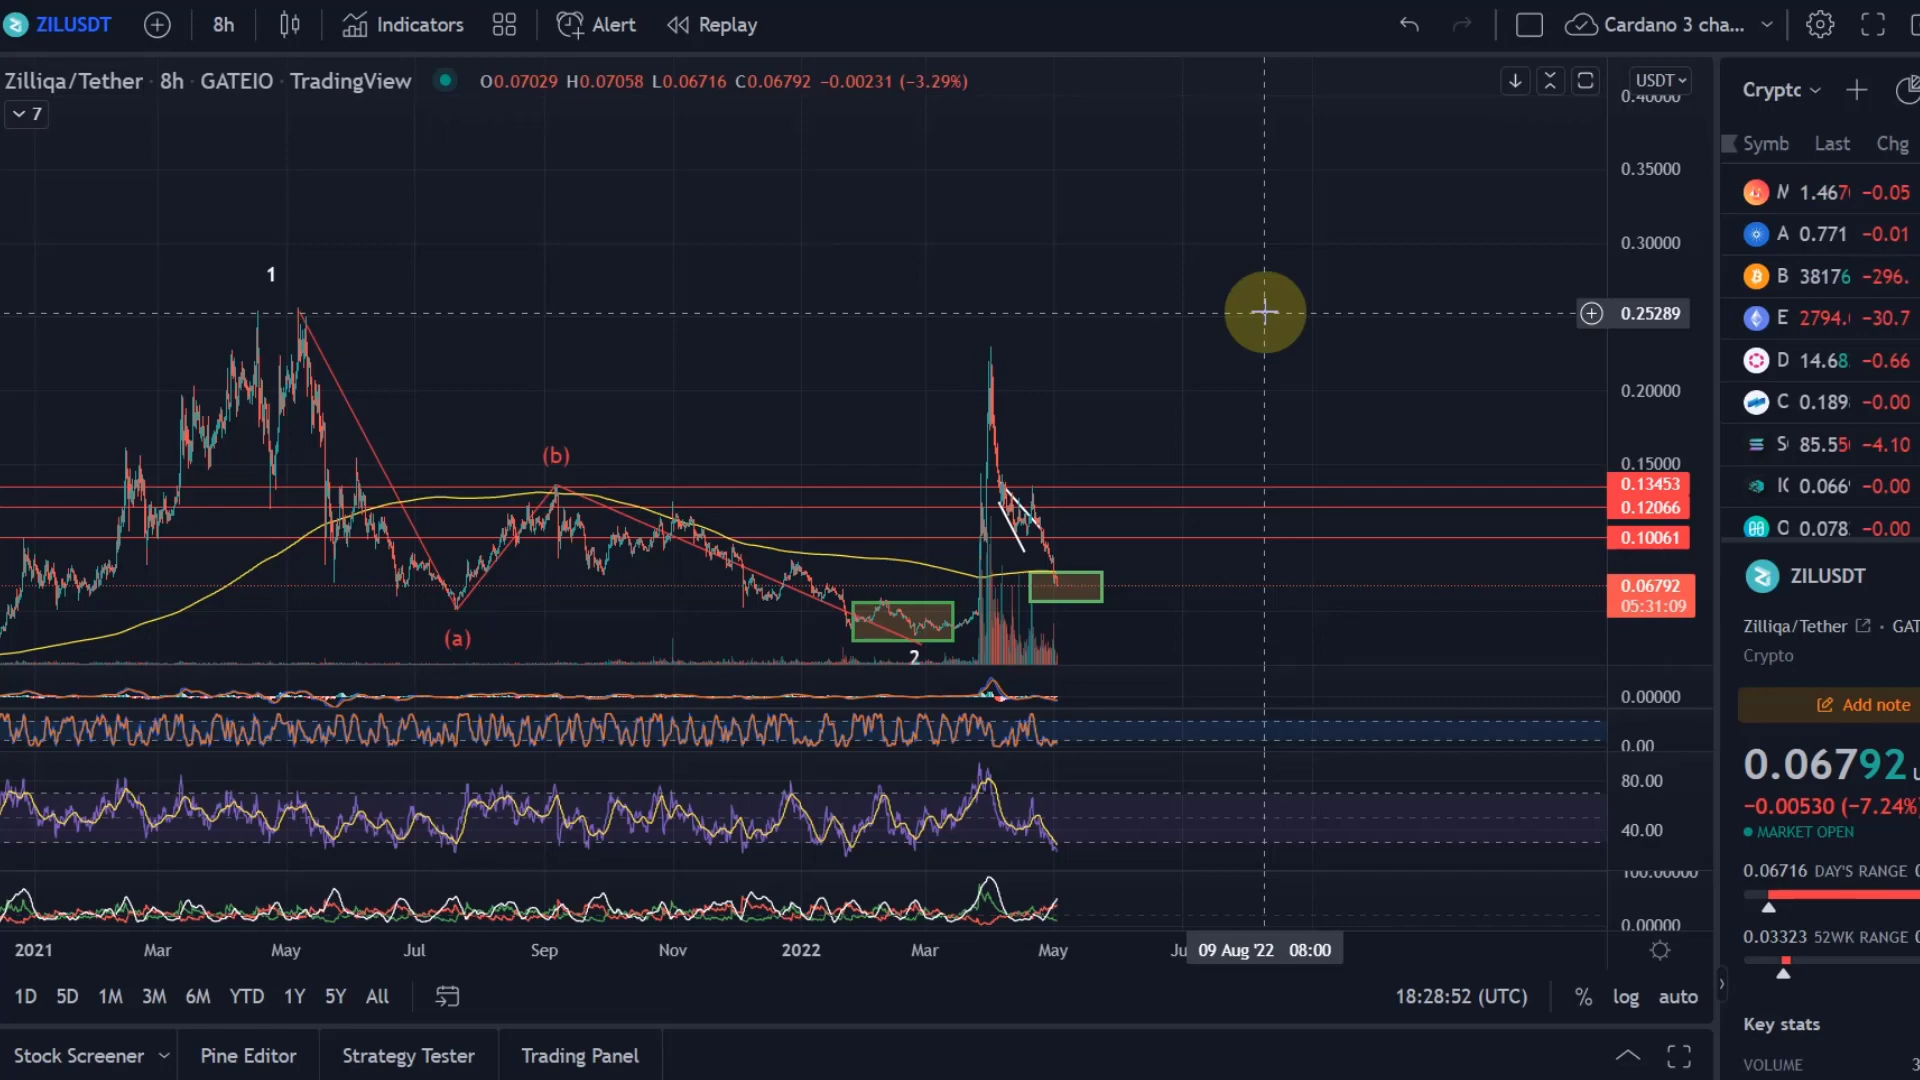 ZILUSDT 8h Indicators Alert Replay Cardano 3 cha...
Zilliqa/Tether · 8h · GATEIO · TradingView O0.07029 H0.07058 L0.06716 C0.06792 −0.00231 (−3.29%)
7
USDT
0.40000
0.35000
0.30000
0.25289
0.20000
0.15000
0.13453
0.12066
0.10061
0.06792
05:31:09
1
(b)
(a)
2
0.00000
0.00
80.00
40.00
100.00000
0.00000
2021 Mar May Jul Sep Nov 2022 Mar May Ju 09 Aug '22 08:00
1D 5D 1M 3M 6M YTD 1Y 5Y All 18:28:52 (UTC) % log auto
Stock Screener Pine Editor Strategy Tester Trading Panel
Crypto
Symb Last Chg
M 1.467 −0.05
A 0.771 −0.01
B 38176 −296.
E 2794. −30.7
D 14.68 −0.66
C 0.189 −0.00
S 85.55 −4.10
IC 0.066 −0.00
O 0.078 −0.00
ZILUSDT
Zilliqa/Tether · GAT
Crypto
Add note
0.06792
−0.00530 (−7.24%
MARKET OPEN
0.06716 DAY'S RANGE
0.03323 52WK RANGE
Key stats
VOLUME